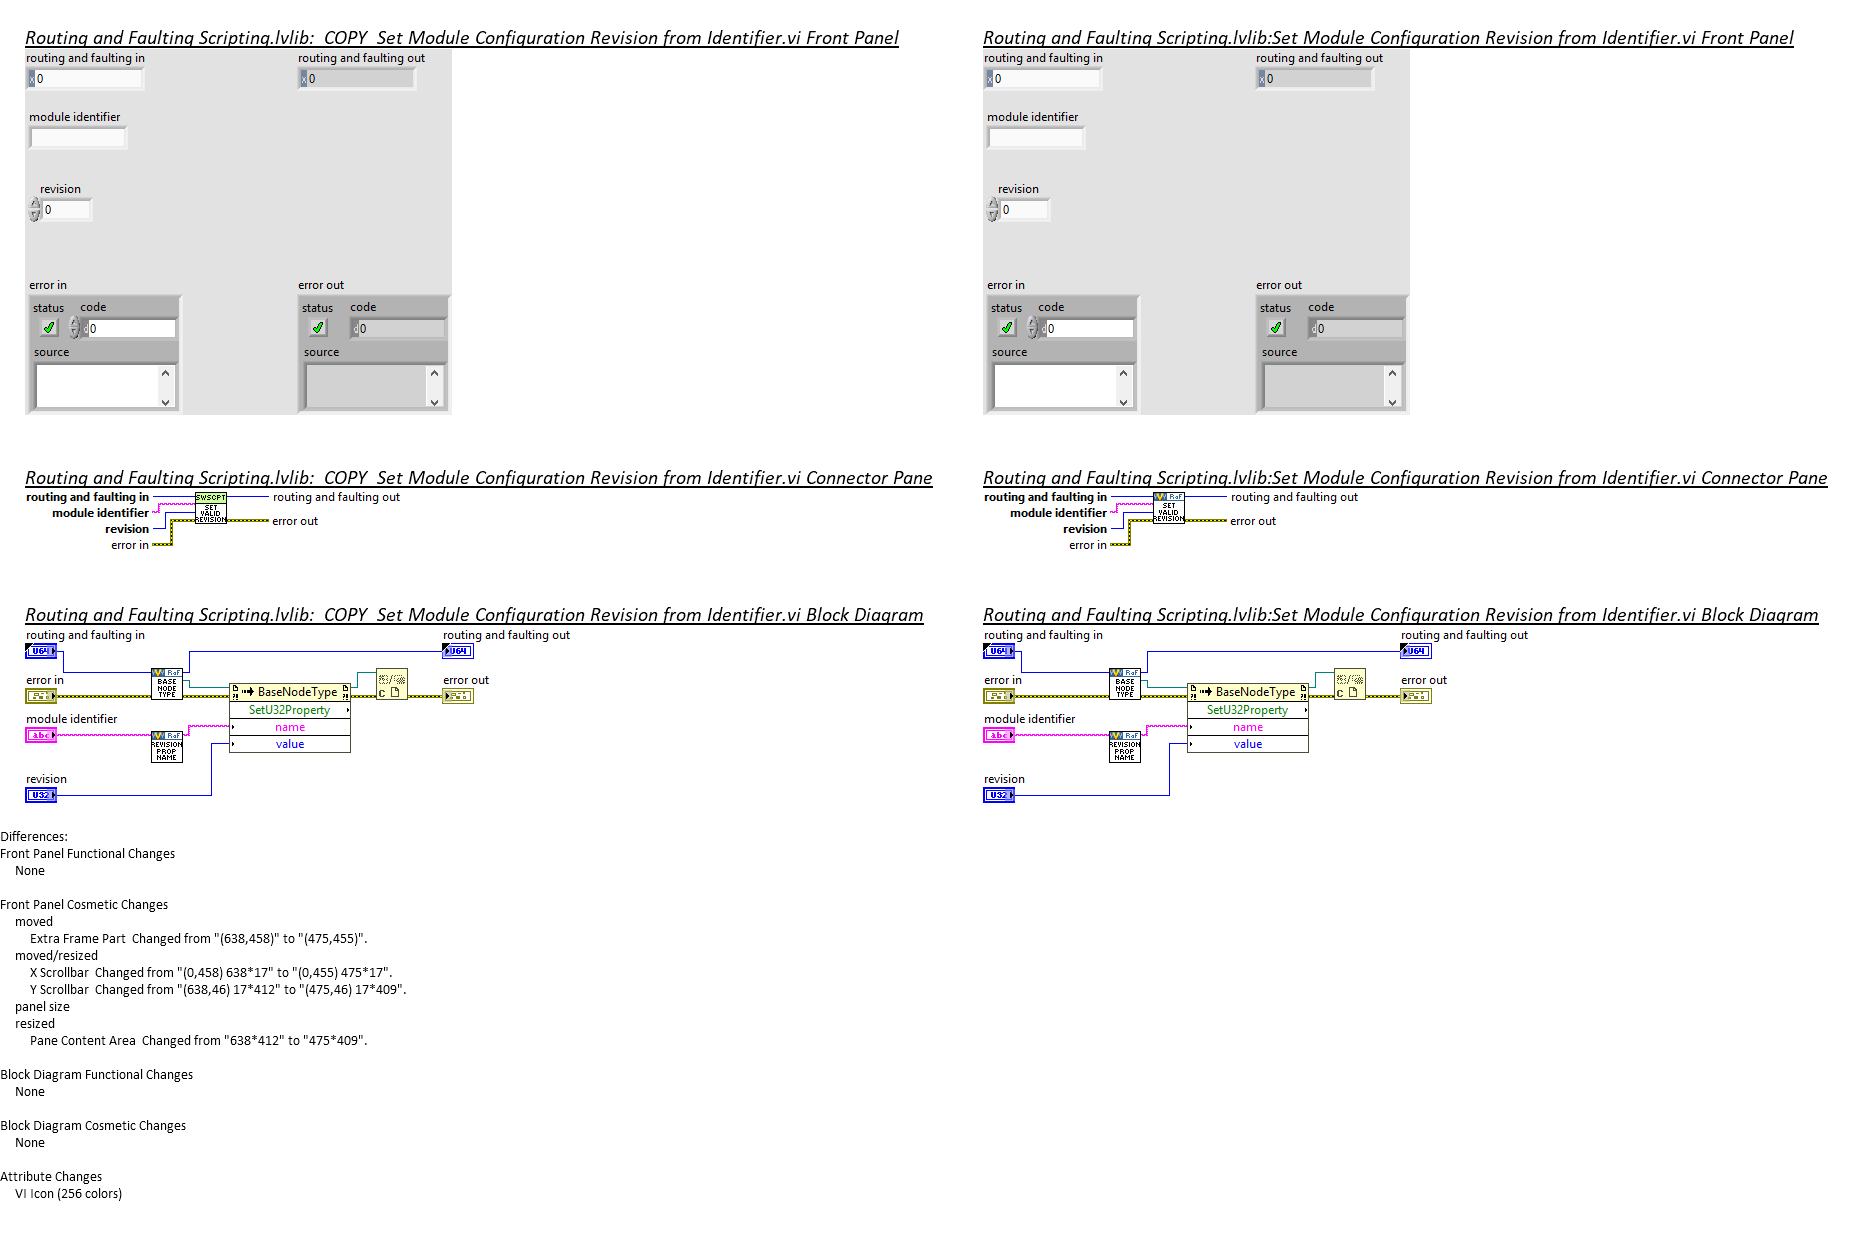 Routing and Faulting Scripting.lvlib:  COPY  Set Module Configuration Revision from Identifier.vi Front Panel
routing and faulting in
routing and faulting out
x 0
x 0
module identifier
revision
0
error in
error out
status code
status code
d 0
d 0
source
source
Routing and Faulting Scripting.lvlib:Set Module Configuration Revision from Identifier.vi Front Panel
routing and faulting in
routing and faulting out
x 0
x 0
module identifier
revision
0
error in
error out
status code
status code
d 0
d 0
source
source
Routing and Faulting Scripting.lvlib:  COPY  Set Module Configuration Revision from Identifier.vi Connector Pane
routing and faulting in
SWSCPT
SET
VALID
REVISION
routing and faulting out
module identifier
revision
error out
error in
Routing and Faulting Scripting.lvlib:Set Module Configuration Revision from Identifier.vi Connector Pane
routing and faulting in
RoF
SET
VALID
REVISION
routing and faulting out
module identifier
revision
error out
error in
Routing and Faulting Scripting.lvlib:  COPY  Set Module Configuration Revision from Identifier.vi Block Diagram
routing and faulting in
routing and faulting out
U64
U64
RoF
BASE
NODE
TYPE
error in
error out
BaseNodeType
SetU32Property
name
value
C
module identifier
abc
RoF
REVISION
PROP
NAME
revision
U32
Routing and Faulting Scripting.lvlib:Set Module Configuration Revision from Identifier.vi Block Diagram
routing and faulting in
routing and faulting out
U64
U64
RoF
BASE
NODE
TYPE
error in
error out
BaseNodeType
SetU32Property
name
value
C
module identifier
abc
RoF
REVISION
PROP
NAME
revision
U32
Differences:
Front Panel Functional Changes
None
Front Panel Cosmetic Changes
moved
Extra Frame Part  Changed from "(638,458)" to "(475,455)".
moved/resized
X Scrollbar  Changed from "(0,458) 638*17" to "(0,455) 475*17".
Y Scrollbar  Changed from "(638,46) 17*412" to "(475,46) 17*409".
panel size
resized
Pane Content Area  Changed from "638*412" to "475*409".
Block Diagram Functional Changes
None
Block Diagram Cosmetic Changes
None
Attribute Changes
VI Icon (256 colors)